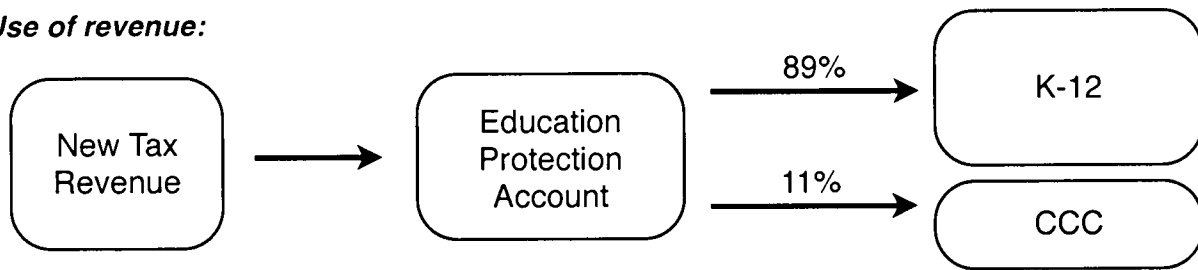 Use of revenue:
New Tax
Revenue
Education
Protection
Account
89%
K-12
11%
CCC